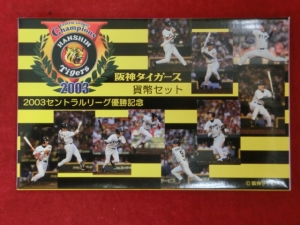 Champions
HANSHIN
Tigers
2003
阪神タイガース
貨幣セット
2003セントラルリーグ優勝記念